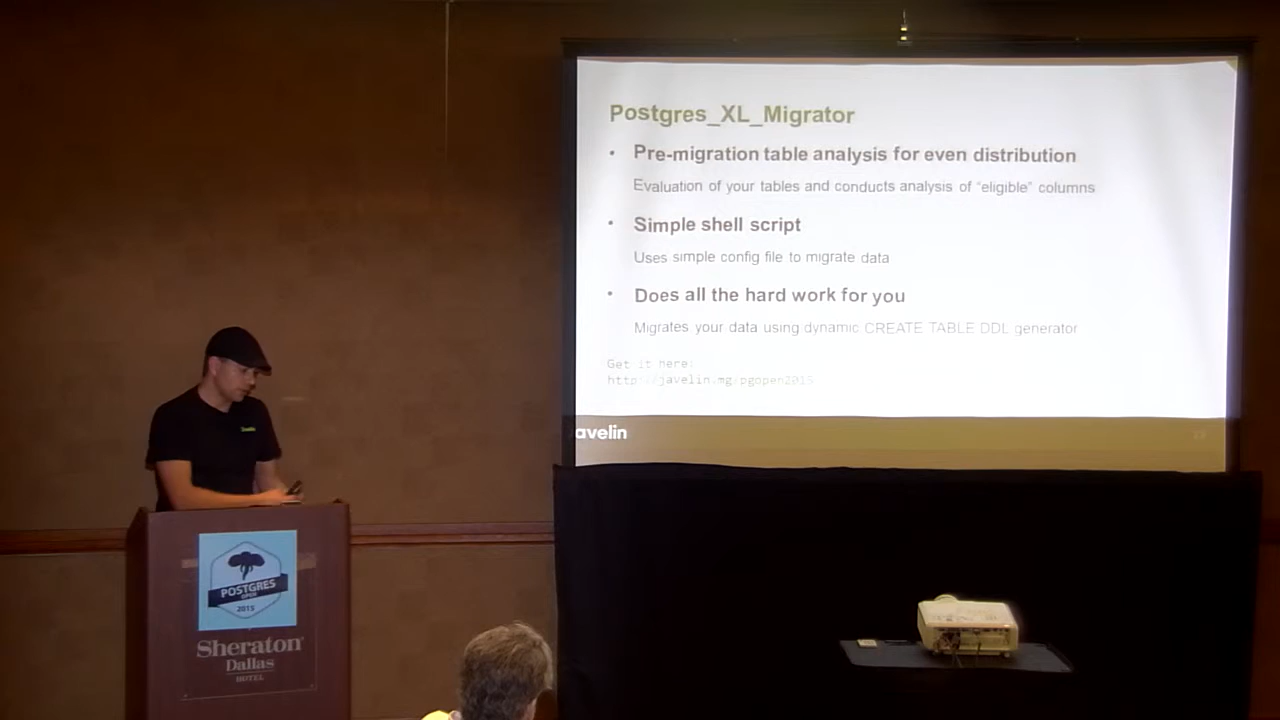 Postgres_XL_Migrator
• Pre-migration table analysis for even distribution
Evaluation of your tables and conducts analysis of "eligible" columns
• Simple shell script
Uses simple config file to migrate data
• Does all the hard work for you
Migrates your data using dynamic CREATE TABLE DDL generator
Get it here:
http://javelin.mg/pgopen2015
avelin
POSTGRES
OPEN
2015
Sheraton
Dallas
HOTEL